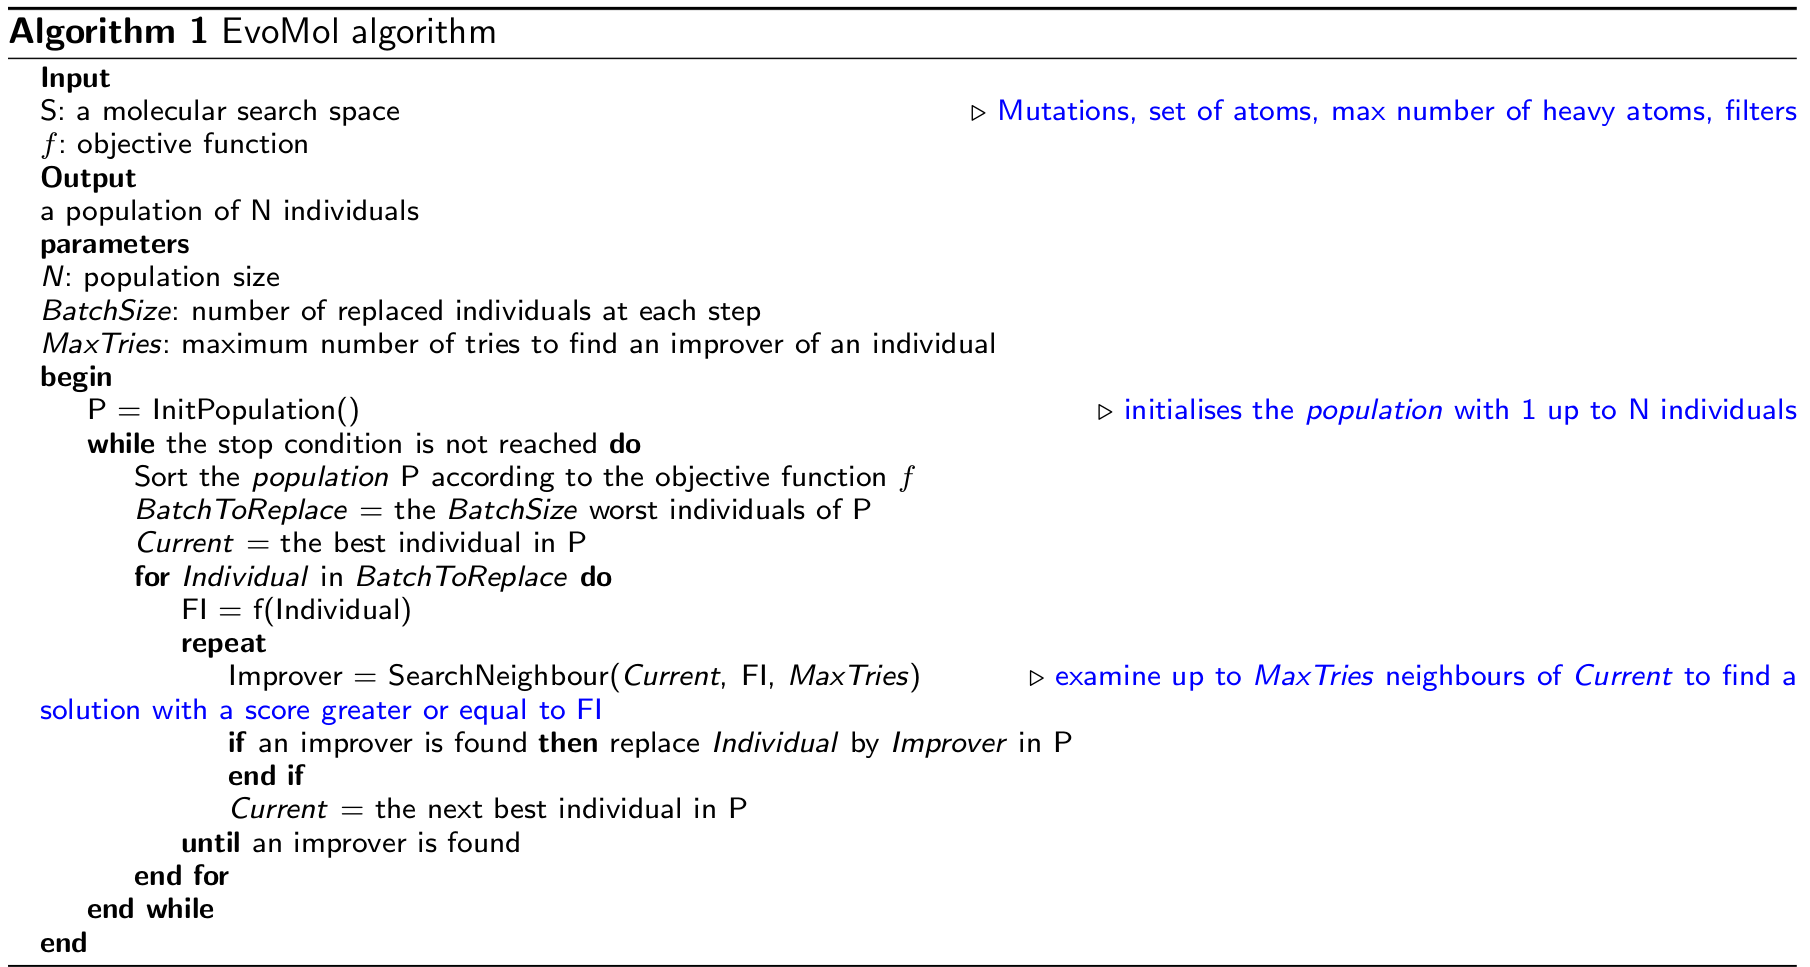 Algorithm 1 EvoMol algorithm
Input
S: a molecular search space ▷ Mutations, set of atoms, max number of heavy atoms, filters
f: objective function
Output
a population of N individuals
parameters
N: population size
BatchSize: number of replaced individuals at each step
MaxTries: maximum number of tries to find an improver of an individual
begin
P = InitPopulation() ▷ initialises the population with 1 up to N individuals
while the stop condition is not reached do
Sort the population P according to the objective function f
BatchToReplace = the BatchSize worst individuals of P
Current = the best individual in P
for Individual in BatchToReplace do
FI = f(Individual)
repeat
Improver = SearchNeighbour(Current, FI, MaxTries) ▷ examine up to MaxTries neighbours of Current to find a
solution with a score greater or equal to FI
if an improver is found then replace Individual by Improver in P
end if
Current = the next best individual in P
until an improver is found
end for
end while
end